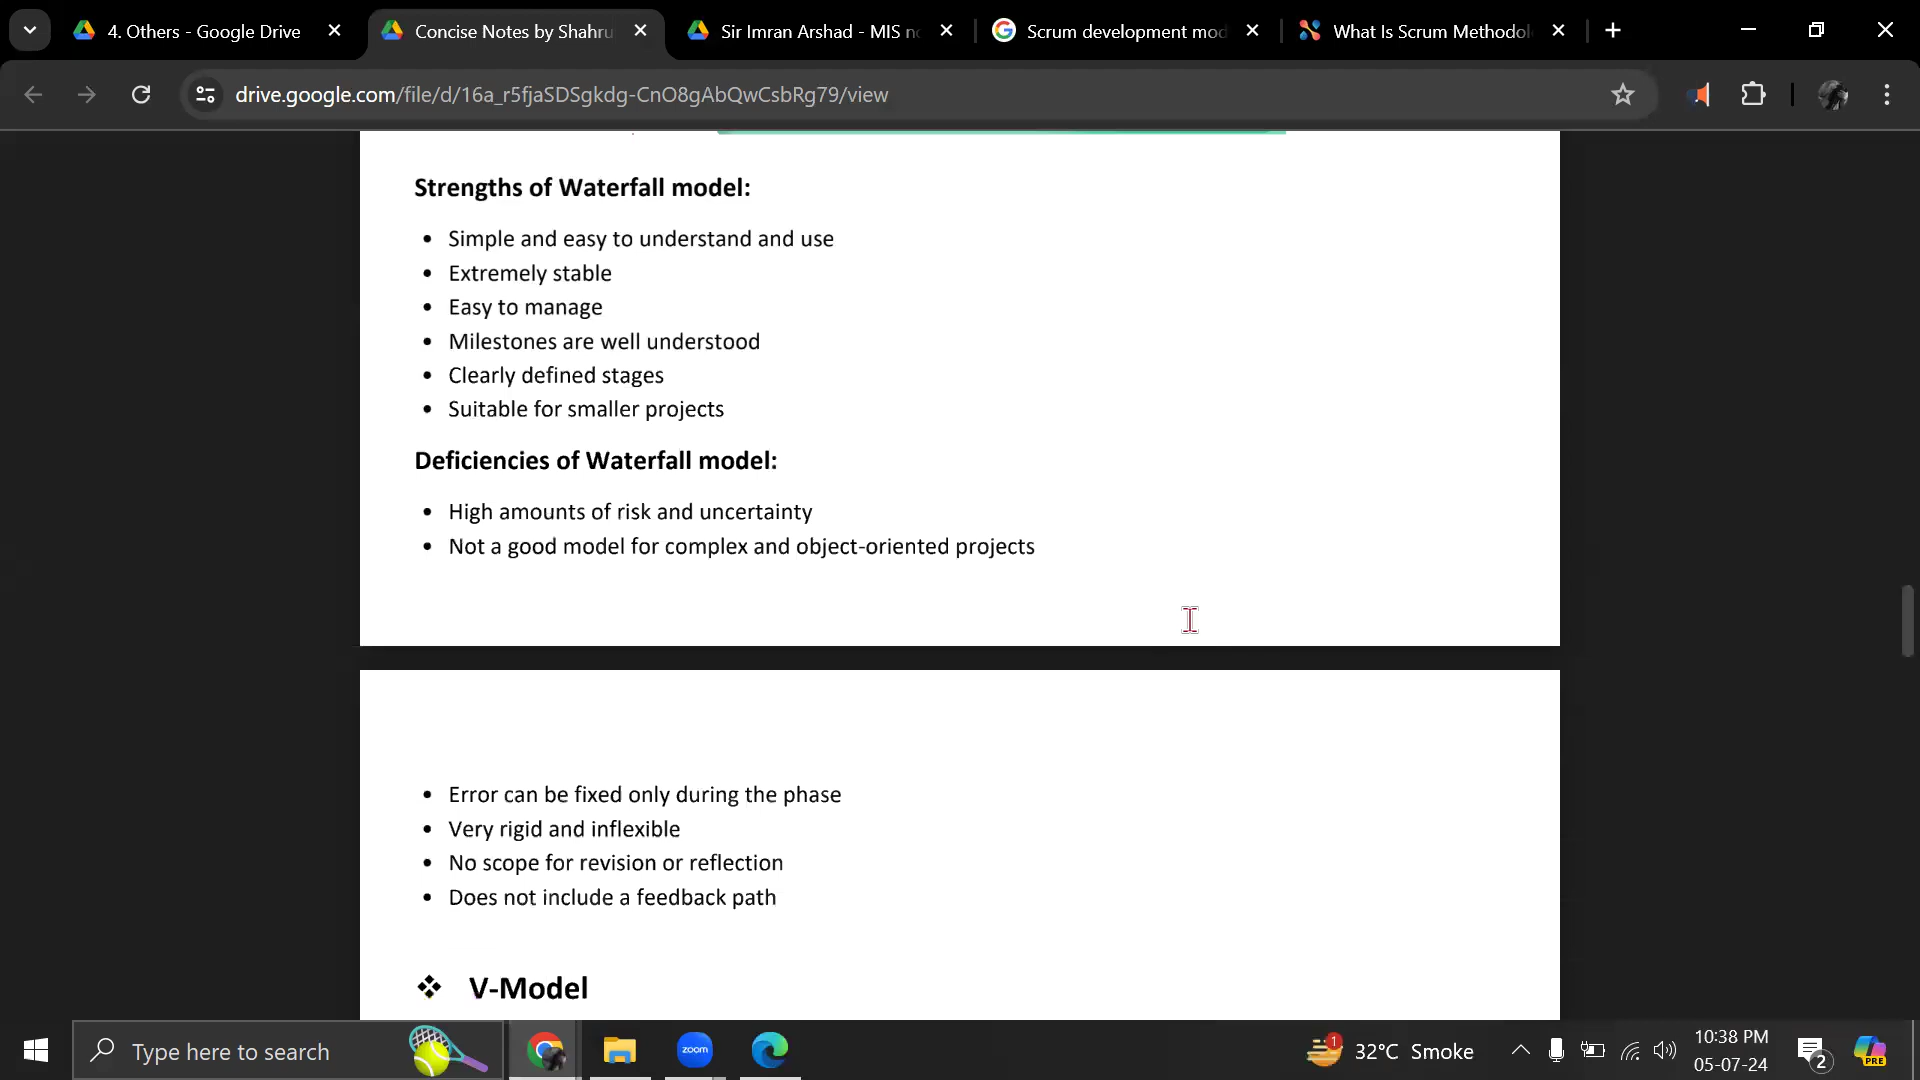 4. Others - Google Drive
Concise Notes by Shahru
Sir Imran Arshad - MIS n
Scrum development mod
What Is Scrum Methodol
drive.google.com/file/d/16a_r5fjaSDSgkdg-CnO8gAbQwCsbRg79/view
Strengths of Waterfall model:
• Simple and easy to understand and use
• Extremely stable
• Easy to manage
• Milestones are well understood
• Clearly defined stages
• Suitable for smaller projects
Deficiencies of Waterfall model:
• High amounts of risk and uncertainty
• Not a good model for complex and object-oriented projects
• Error can be fixed only during the phase
• Very rigid and inflexible
• No scope for revision or reflection
• Does not include a feedback path
❖ V-Model
Type here to search
zoom
1
32°C Smoke
10:38 PM
05-07-24
2
PRE